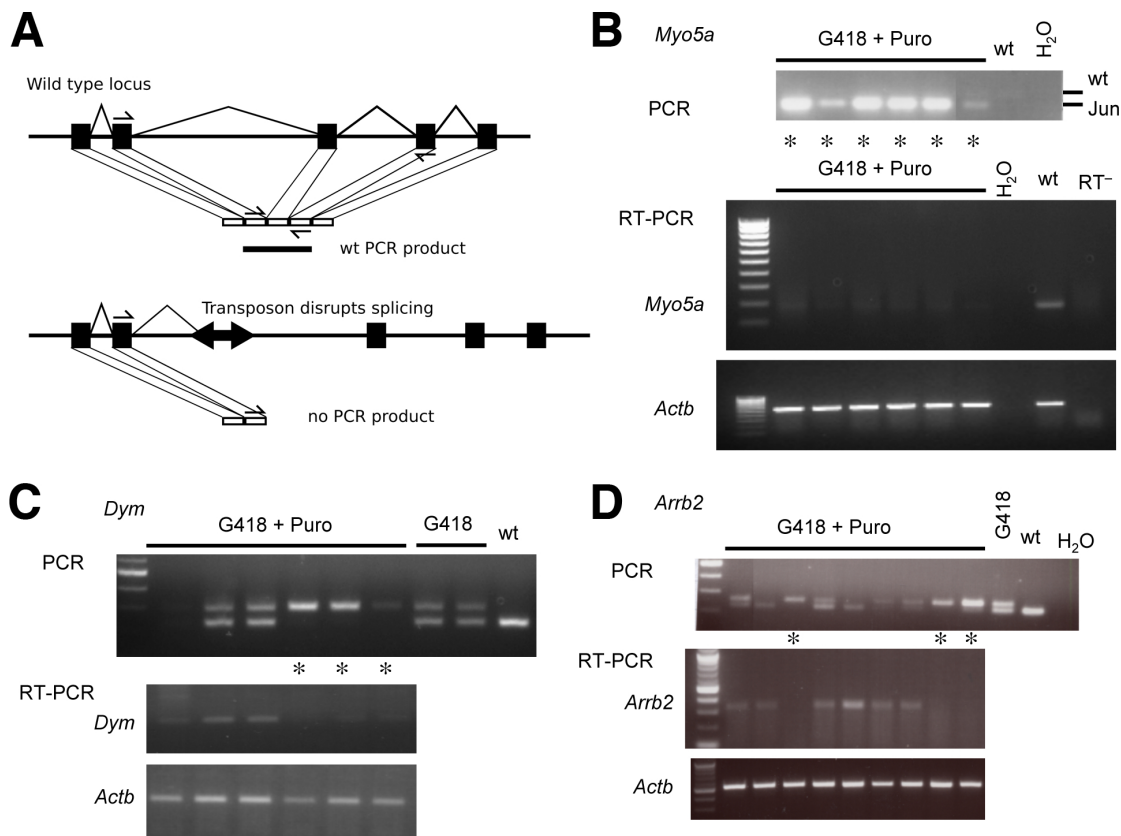 A
Wild type locus
wt PCR product
Transposon disrupts splicing
no PCR product
B
Myo5a
G418 + Puro
wt
H₂O
PCR
wt
Jun
* * * * * *
G418 + Puro
H₂O
wt
RT⁻
RT-PCR
Myo5a
Actb
C
Dym
G418 + Puro
G418
wt
PCR
* * *
RT-PCR
Dym
Actb
D
Arrb2
G418 + Puro
G418
wt
H₂O
PCR
* * *
RT-PCR
Arrb2
Actb